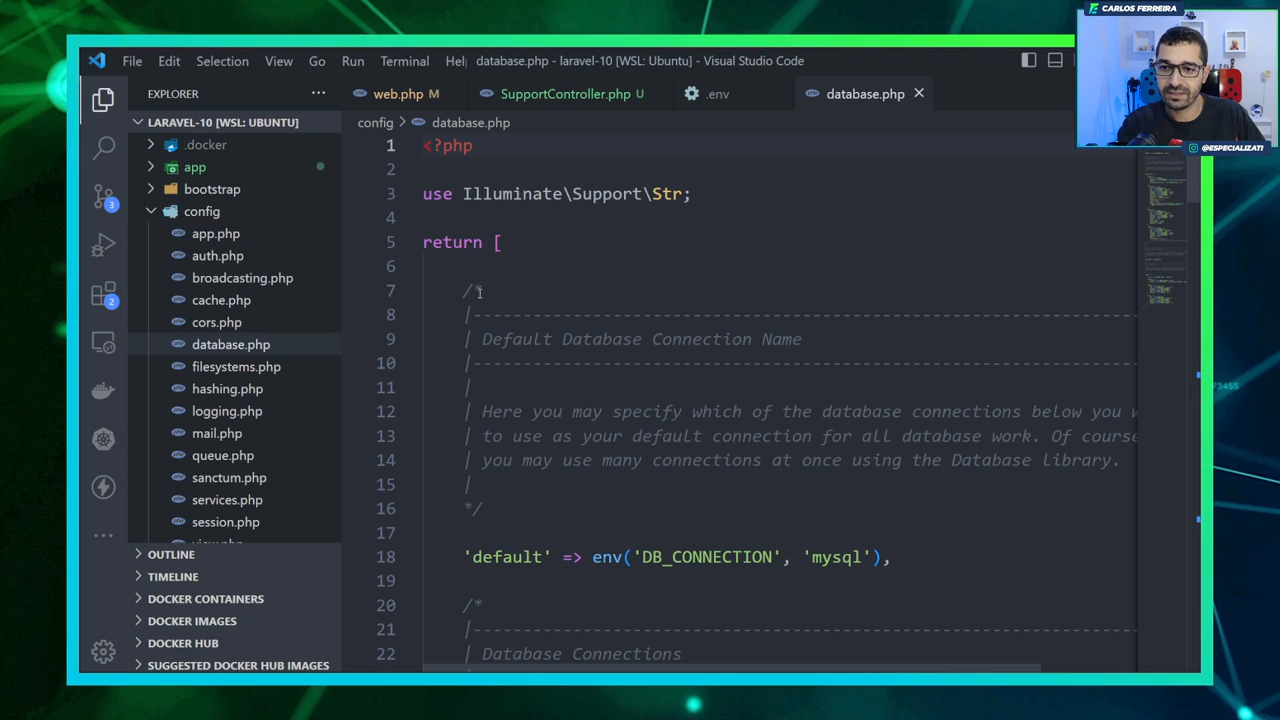 CARLOS FERREIRA
@ESPECIALIZATI
File Edit Selection View Go Run Terminal Hel database.php - laravel-10 [WSL: Ubuntu] - Visual Studio Code
EXPLORER ···
web.php M SupportController.php U .env database.php
LARAVEL-10 [WSL: UBUNTU]
config > database.php
.docker
app
bootstrap
config
app.php
auth.php
broadcasting.php
cache.php
cors.php
database.php
filesystems.php
hashing.php
logging.php
mail.php
queue.php
sanctum.php
services.php
session.php
view.php
OUTLINE
TIMELINE
DOCKER CONTAINERS
DOCKER IMAGES
DOCKER HUB
SUGGESTED DOCKER HUB IMAGES
3
2
1 <?php
2
3 use Illuminate\Support\Str;
4
5 return [
6
7 *
8 |--------------------------------------------------------------------------
9 | Default Database Connection Name
10 |--------------------------------------------------------------------------
11 |
12 | Here you may specify which of the database connections below you w
13 | to use as your default connection for all database work. Of course
14 | you may use many connections at once using the Database library.
15 |
16 */
17
18 'default' => env('DB_CONNECTION', 'mysql'),
19
20 /*
21 |--------------------------------------------------------------------------
22 | Database Connections
73455